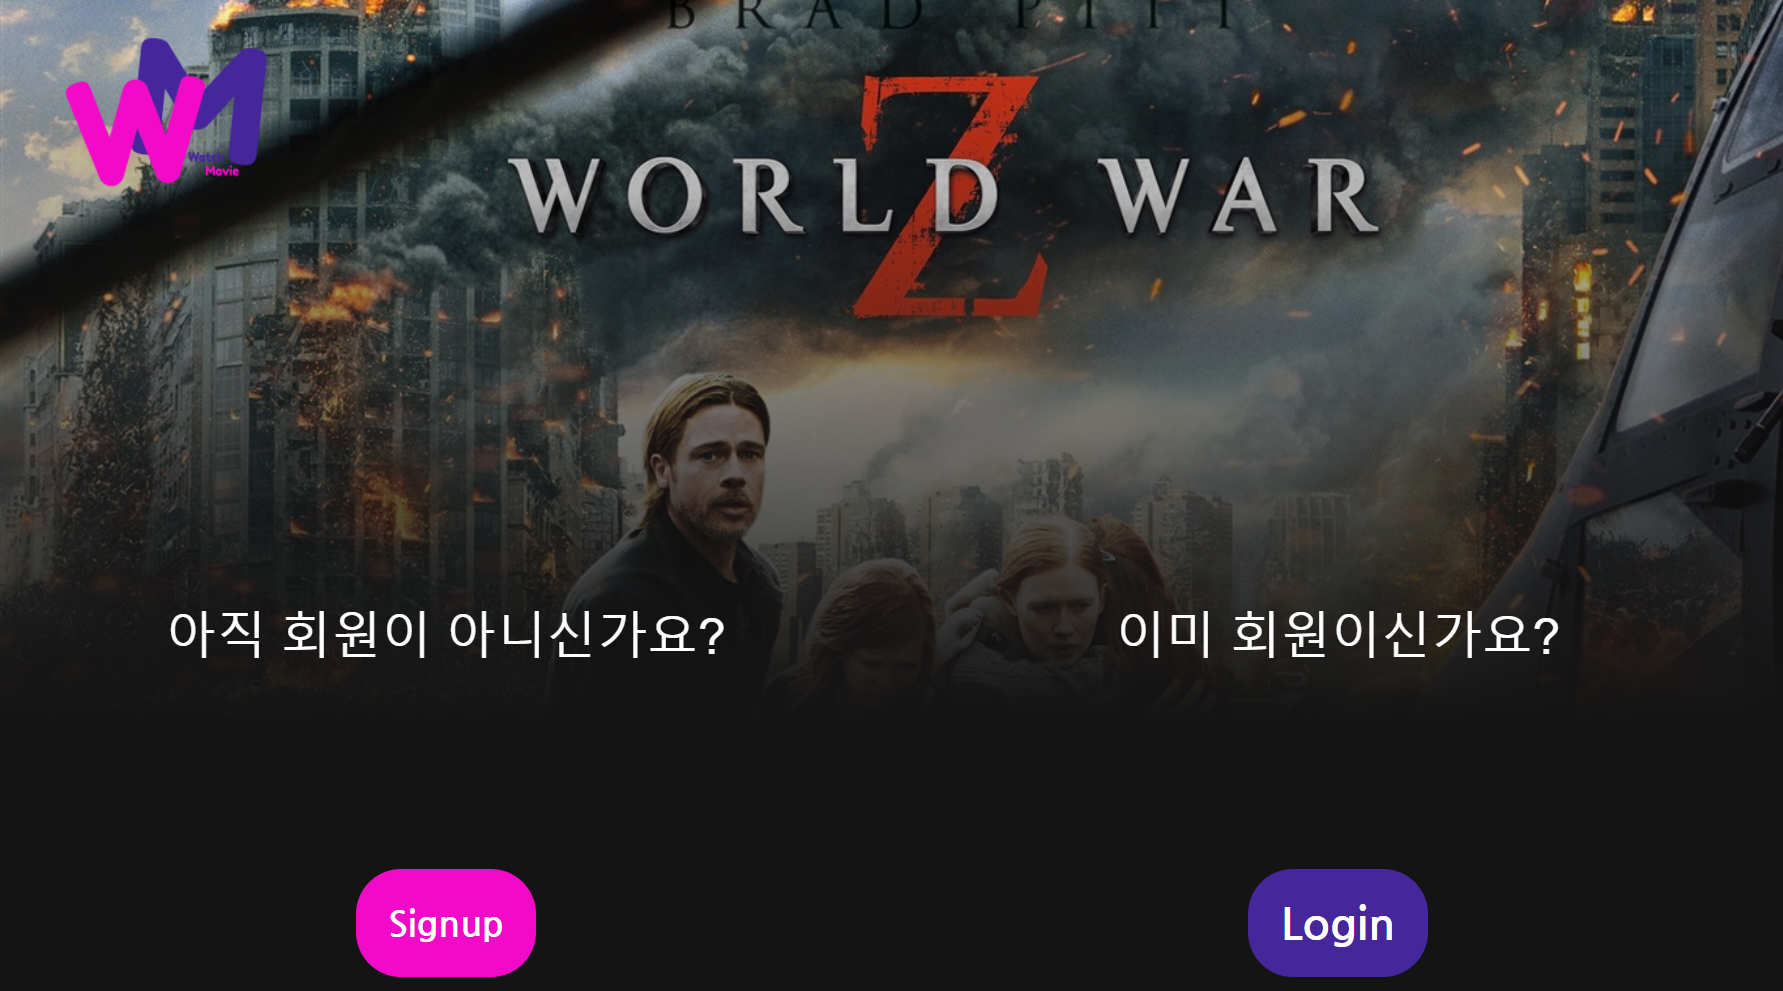 BRAD PITT
WM
Watch
Movie
Z
WORLD WAR
아직 회원이 아니신가요?
이미 회원이신가요?
Signup
Login